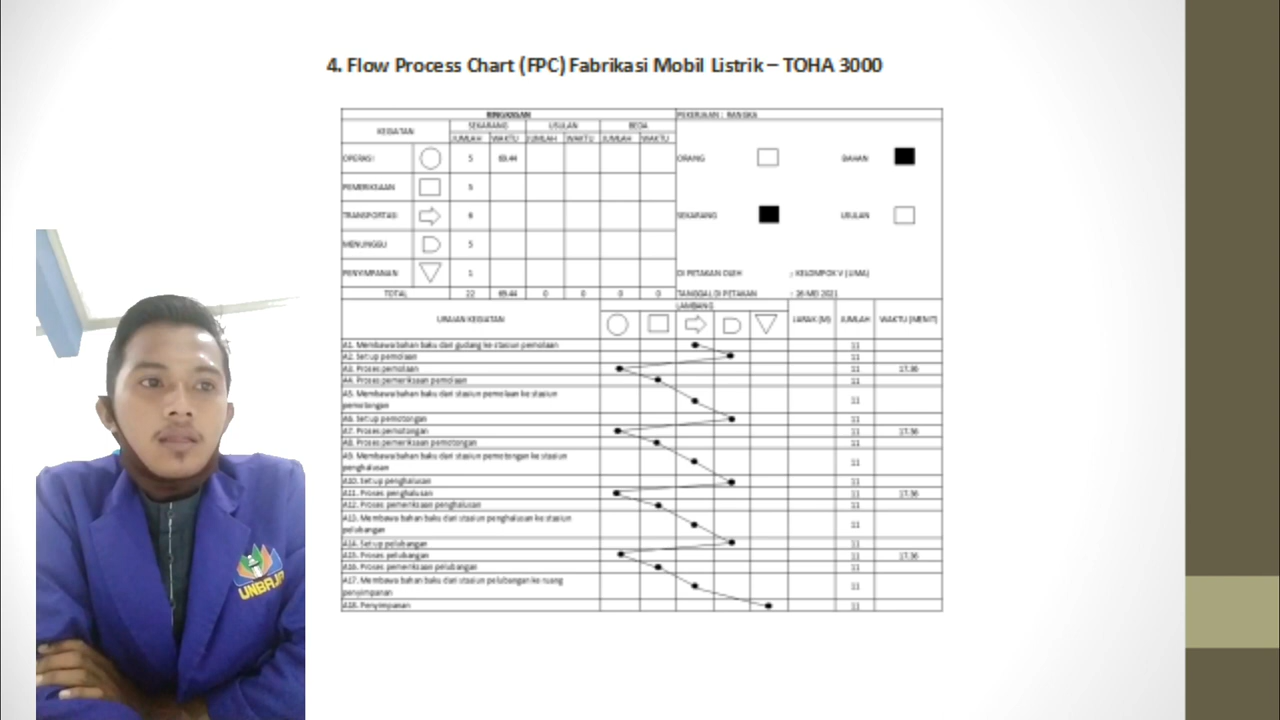 4. Flow Process Chart (FPC) Fabrikasi Mobil Listrik – TOHA 3000
RINGKASAN PEKERJAAN : RANGKA
KEGIATAN SEKARANG USULAN BEDA
JUMLAH WAKTU JUMLAH WAKTU JUMLAH WAKTU
OPERASI 5 69.44 ORANG BAHAN
PEMERIKSAAN 5
TRANSPORTASI 6 SEKARANG USULAN
MENUNGGU 5
PENYIMPANAN 1 DI PETAKAN OLEH : KELOMPOK V (LIMA)
TOTAL 22 69.44 0 0 0 0 TANGGAL DI PETAKAN : 26 MEI 2021
URAIAN KEGIATAN LAMBANG JARAK (M) JUMLAH WAKTU (MENIT)
A1. Membawa bahan baku dari gudang ke stasiun pemolaan 11
A2. Set up pemolaan 11
A3. Proses pemolaan 11 17.36
A4. Proses pemeriksaan pemolaan 11
A5. Membawa bahan baku dari stasiun pemolaan ke stasiun
pemotongan 11
A6. Set up pemotongan 11
A7. Proses pemotongan 11 17.36
A8. Proses pemeriksaan pemotongan 11
A9. Membawa bahan baku dari stasiun pemotongan ke stasiun
penghalusan 11
A10. Set up penghalusan 11
A11. Proses penghalusan 11 17.36
A12. Proses pemeriksaan penghalusan 11
A13. Membawa bahan baku dari stasiun penghalusan ke stasiun
pelubangan 11
A14. Set up pelubangan 11
A15. Proses pelubangan 11 17.36
A16. Proses pemeriksaan pelubangan 11
A17. Membawa bahan baku dari stasiun pelubangan ke ruang
penyimpanan 11
A18. Penyimpanan 11
UNBAJA